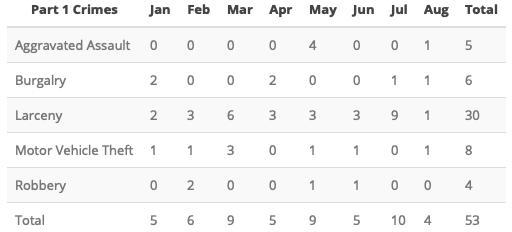 Part 1 Crimes Jan Feb Mar Apr May Jun Jul Aug Total
Aggravated Assault 0 0 0 0 4 0 0 1 5
Burgalry 2 0 0 2 0 0 1 1 6
Larceny 2 3 6 3 3 3 9 1 30
Motor Vehicle Theft 1 1 3 0 1 1 0 1 8
Robbery 0 2 0 0 1 1 0 0 4
Total 5 6 9 5 9 5 10 4 53